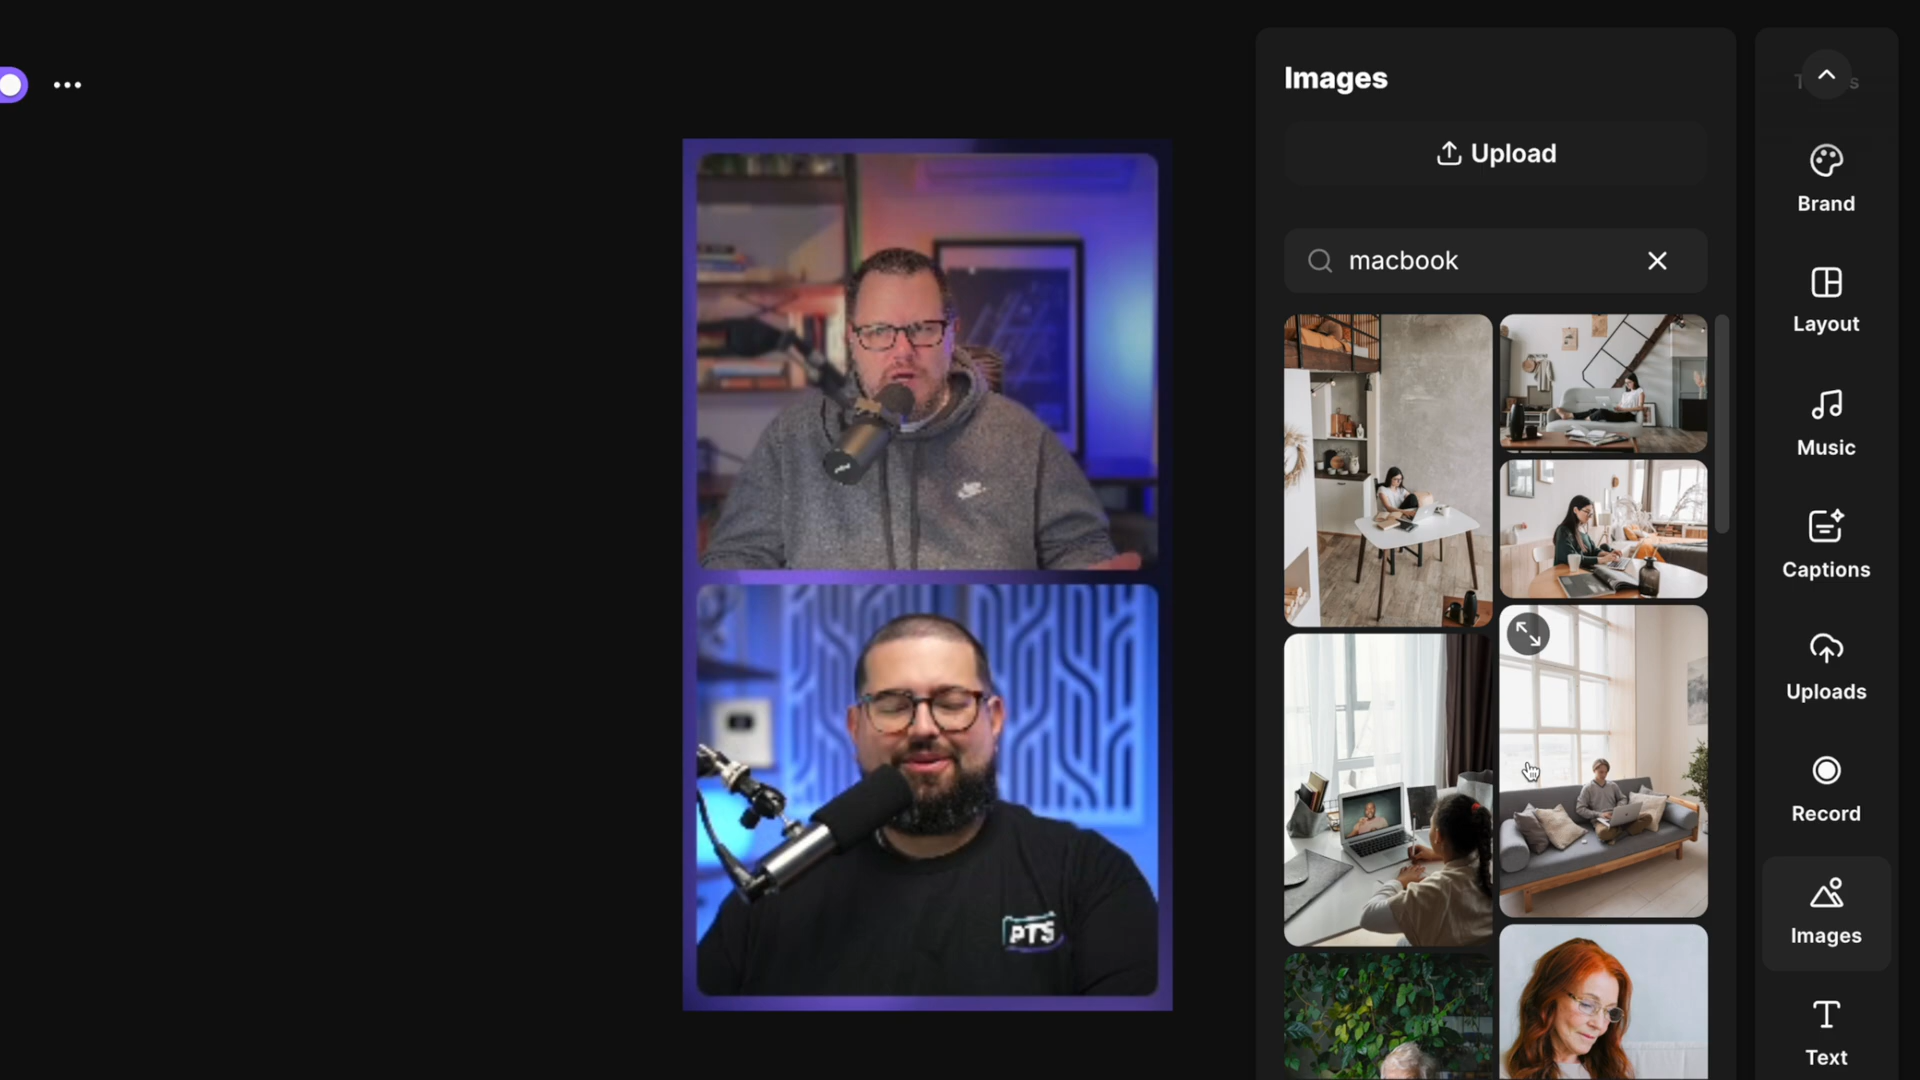 Images
Upload
macbook
Brand
Layout
Music
Captions
Uploads
Record
Images
Text
PTS